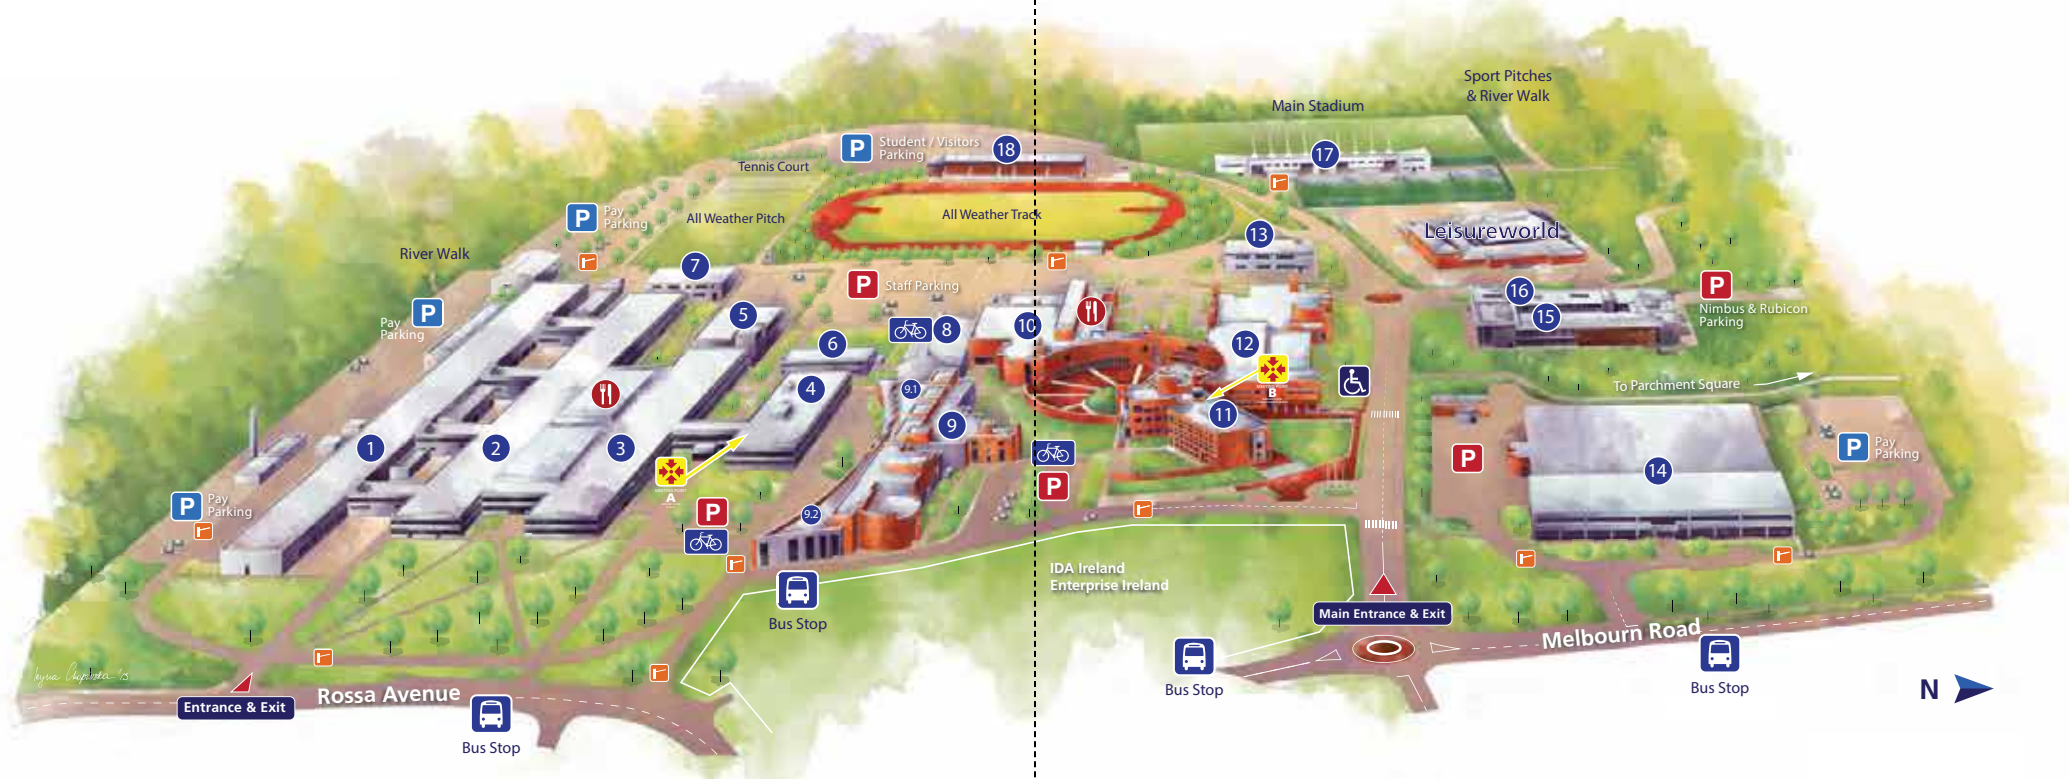 Sport Pitches
& River Walk
Main Stadium
P
Student / Visitors
Parking
18
17
Tennis Court
P
Pay
Parking
All Weather Pitch
All Weather Track
River Walk
13
Leisureworld
7
P
Staff Parking
16
P
Nimbus & Rubicon
Parking
15
P
Pay
Parking
5
8
10
6
12
4
9.1
B
11
To Parchment Square
9
1
2
3
P
14
P
Pay
Parking
A
P
P
Pay
Parking
P
9.2
IDA Ireland
Enterprise Ireland
Bus Stop
Main Entrance & Exit
Melbourn Road
Bus Stop
Bus Stop
Entrance & Exit
Rossa Avenue
Bus Stop
N